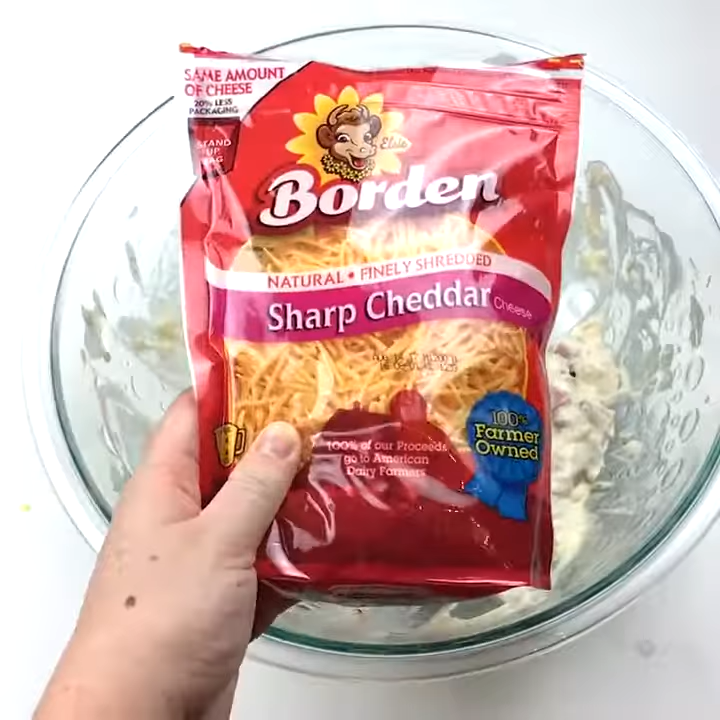 SAME AMOUNT
OF CHEESE
20% LESS
PACKAGING
STAND
UP
BAG
Elsie
Borden
NATURAL • FINELY SHREDDED
Sharp Cheddar Cheese
100%
Farmer
Owned
100% of our Proceeds
go to American
Dairy Farmers